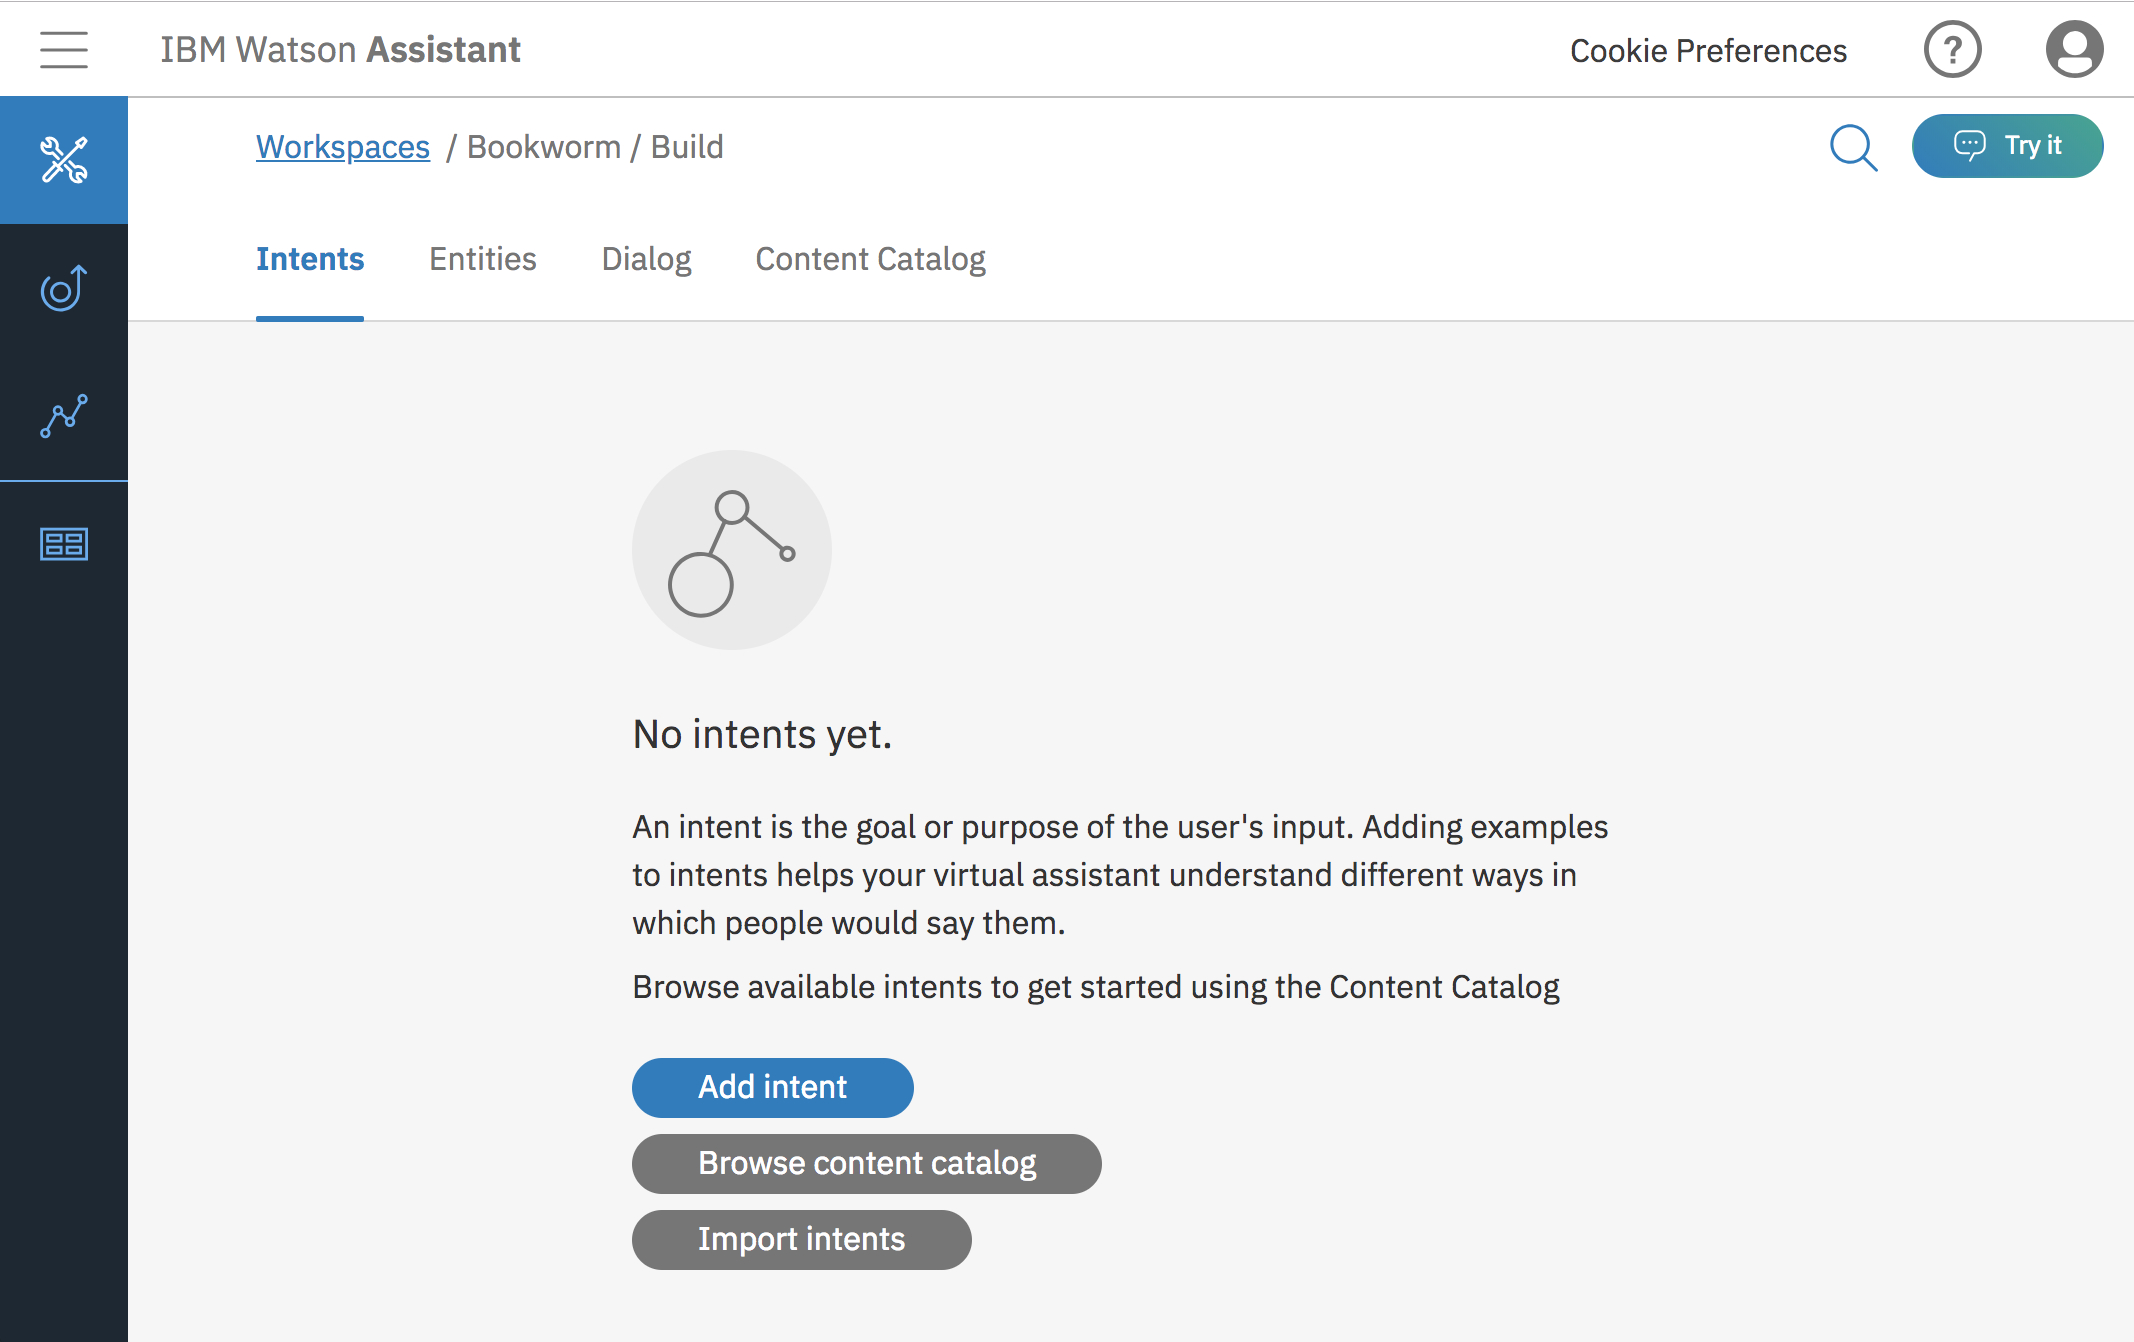 IBM Watson Assistant
Cookie Preferences
?
Workspaces / Bookworm / Build
Try it
Intents
Entities
Dialog
Content Catalog
No intents yet.
An intent is the goal or purpose of the user's input. Adding examples
to intents helps your virtual assistant understand different ways in
which people would say them.
Browse available intents to get started using the Content Catalog
Add intent
Browse content catalog
Import intents